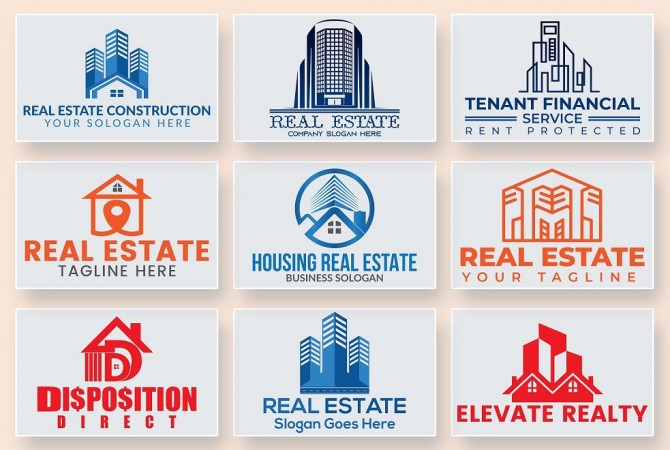 REAL ESTATE CONSTRUCTION
YOUR SOLOGAN HERE
REAL ESTATE
COMPANY SLOGAN HERE
TENANT FINANCIAL
SERVICE
RENT PROTECTED
REAL ESTATE
TAGLINE HERE
HOUSING REAL ESTATE
BUSINESS SOLOGAN
REAL ESTATE
YOUR TAGLINE
D
DI$PO$ITION
DIRECT
REAL ESTATE
Slogan Goes Here
ELEVATE REALTY